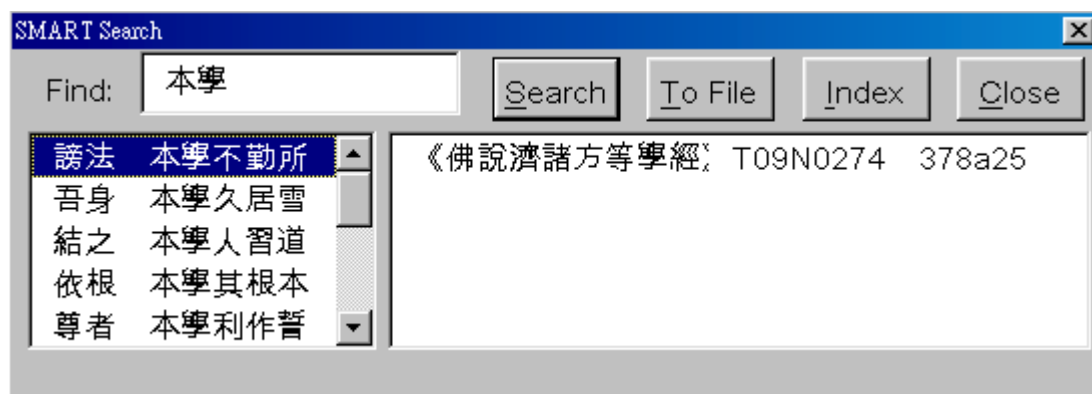 SMART Search
Find: 本學 Search To File Index Close
謗法 本學不勤所
吾身 本學久居雪
結之 本學人習道
依根 本學其根本
尊者 本學利作誓
《佛說濟諸方等學經 T09N0274 378a25